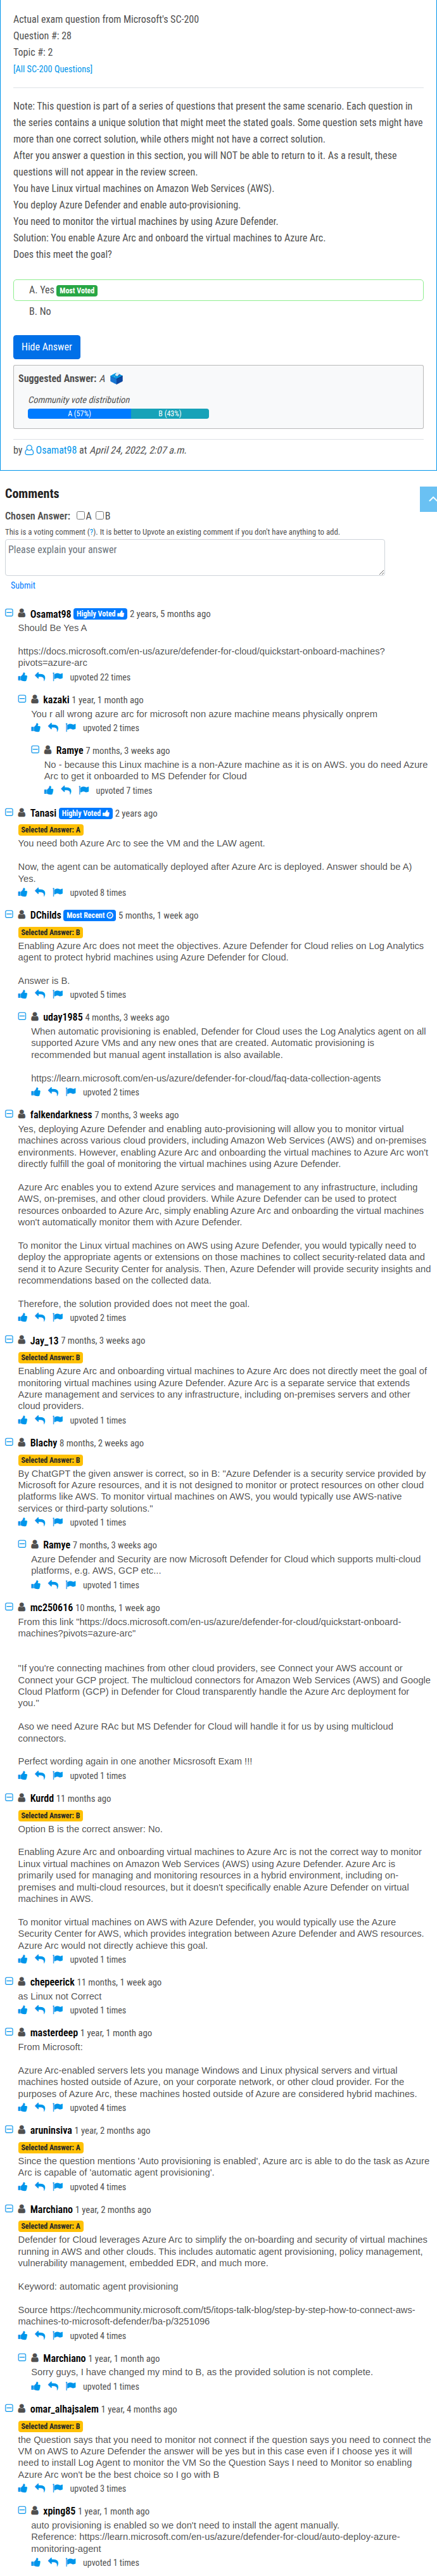 Actual exam question from Microsoft's SC-200
Question #: 28
Topic #: 2
[All SC-200 Questions]
Note: This question is part of a series of questions that present the same scenario. Each question in
the series contains a unique solution that might meet the stated goals. Some question sets might have
more than one correct solution, while others might not have a correct solution.
After you answer a question in this section, you will NOT be able to return to it. As a result, these
questions will not appear in the review screen.
You have Linux virtual machines on Amazon Web Services (AWS).
You deploy Azure Defender and enable auto-provisioning.
You need to monitor the virtual machines by using Azure Defender.
Solution: You enable Azure Arc and onboard the virtual machines to Azure Arc.
Does this meet the goal?
A. Yes Most Voted
B. No
Hide Answer
Suggested Answer: A
Community vote distribution
A (57%) B (43%)
by Osamat98 at April 24, 2022, 2:07 a.m.
Comments
Chosen Answer: A B
This is a voting comment (?). It is better to Upvote an existing comment if you don't have anything to add.
Please explain your answer
Submit
Osamat98 Highly Voted 2 years, 5 months ago
Should Be Yes A
https://docs.microsoft.com/en-us/azure/defender-for-cloud/quickstart-onboard-machines?
pivots=azure-arc
upvoted 22 times
kazaki 1 year, 1 month ago
You r all wrong azure arc for microsoft non azure machine means physically onprem
upvoted 2 times
Ramye 7 months, 3 weeks ago
No - because this Linux machine is a non-Azure machine as it is on AWS. you do need Azure
Arc to get it onboarded to MS Defender for Cloud
upvoted 7 times
Tanasi Highly Voted 2 years ago
Selected Answer: A
You need both Azure Arc to see the VM and the LAW agent.
Now, the agent can be automatically deployed after Azure Arc is deployed. Answer should be A)
Yes.
upvoted 8 times
DChilds Most Recent 5 months, 1 week ago
Selected Answer: B
Enabling Azure Arc does not meet the objectives. Azure Defender for Cloud relies on Log Analytics
agent to protect hybrid machines using Azure Defender for Cloud.
Answer is B.
upvoted 5 times
uday1985 4 months, 3 weeks ago
When automatic provisioning is enabled, Defender for Cloud uses the Log Analytics agent on all
supported Azure VMs and any new ones that are created. Automatic provisioning is
recommended but manual agent installation is also available.
https://learn.microsoft.com/en-us/azure/defender-for-cloud/faq-data-collection-agents
upvoted 2 times
falkendarkness 7 months, 3 weeks ago
Yes, deploying Azure Defender and enabling auto-provisioning will allow you to monitor virtual
machines across various cloud providers, including Amazon Web Services (AWS) and on-premises
environments. However, enabling Azure Arc and onboarding the virtual machines to Azure Arc won't
directly fulfill the goal of monitoring the virtual machines using Azure Defender.
Azure Arc enables you to extend Azure services and management to any infrastructure, including
AWS, on-premises, and other cloud providers. While Azure Defender can be used to protect
resources onboarded to Azure Arc, simply enabling Azure Arc and onboarding the virtual machines
won't automatically monitor them with Azure Defender.
To monitor the Linux virtual machines on AWS using Azure Defender, you would typically need to
deploy the appropriate agents or extensions on those machines to collect security-related data and
send it to Azure Security Center for analysis. Then, Azure Defender will provide security insights and
recommendations based on the collected data.
Therefore, the solution provided does not meet the goal.
upvoted 2 times
Jay_13 7 months, 3 weeks ago
Selected Answer: B
Enabling Azure Arc and onboarding virtual machines to Azure Arc does not directly meet the goal of
monitoring virtual machines using Azure Defender. Azure Arc is a separate service that extends
Azure management and services to any infrastructure, including on-premises servers and other
cloud providers.
upvoted 1 times
Blachy 8 months, 2 weeks ago
Selected Answer: B
By ChatGPT the given answer is correct, so in B: "Azure Defender is a security service provided by
Microsoft for Azure resources, and it is not designed to monitor or protect resources on other cloud
platforms like AWS. To monitor virtual machines on AWS, you would typically use AWS-native
services or third-party solutions."
upvoted 1 times
Ramye 7 months, 3 weeks ago
Azure Defender and Security are now Microsoft Defender for Cloud which supports multi-cloud
platforms, e.g. AWS, GCP etc...
upvoted 1 times
mc250616 10 months, 1 week ago
From this link "https://docs.microsoft.com/en-us/azure/defender-for-cloud/quickstart-onboard-
machines?pivots=azure-arc"
"If you're connecting machines from other cloud providers, see Connect your AWS account or
Connect your GCP project. The multicloud connectors for Amazon Web Services (AWS) and Google
Cloud Platform (GCP) in Defender for Cloud transparently handle the Azure Arc deployment for
you."
Aso we need Azure RAc but MS Defender for Cloud will handle it for us by using multicloud
connectors.
Perfect wording again in one another Micsrosoft Exam !!!
upvoted 1 times
Kurdd 11 months ago
Selected Answer: B
Option B is the correct answer: No.
Enabling Azure Arc and onboarding virtual machines to Azure Arc is not the correct way to monitor
Linux virtual machines on Amazon Web Services (AWS) using Azure Defender. Azure Arc is
primarily used for managing and monitoring resources in a hybrid environment, including on-
premises and multi-cloud resources, but it doesn't specifically enable Azure Defender on virtual
machines in AWS.
To monitor virtual machines on AWS with Azure Defender, you would typically use the Azure
Security Center for AWS, which provides integration between Azure Defender and AWS resources.
Azure Arc would not directly achieve this goal.
upvoted 1 times
chepeerick 11 months, 1 week ago
as Linux not Correct
upvoted 1 times
masterdeep 1 year, 1 month ago
From Microsoft:
Azure Arc-enabled servers lets you manage Windows and Linux physical servers and virtual
machines hosted outside of Azure, on your corporate network, or other cloud provider. For the
purposes of Azure Arc, these machines hosted outside of Azure are considered hybrid machines.
upvoted 4 times
aruninsiva 1 year, 2 months ago
Selected Answer: A
Since the question mentions 'Auto provisioning is enabled', Azure arc is able to do the task as Azure
Arc is capable of 'automatic agent provisioning'.
upvoted 4 times
Marchiano 1 year, 2 months ago
Selected Answer: A
Defender for Cloud leverages Azure Arc to simplify the on-boarding and security of virtual machines
running in AWS and other clouds. This includes automatic agent provisioning, policy management,
vulnerability management, embedded EDR, and much more.
Keyword: automatic agent provisioning
Source https://techcommunity.microsoft.com/t5/itops-talk-blog/step-by-step-how-to-connect-aws-
machines-to-microsoft-defender/ba-p/3251096
upvoted 4 times
Marchiano 1 year, 1 month ago
Sorry guys, I have changed my mind to B, as the provided solution is not complete.
upvoted 1 times
omar_alhajsalem 1 year, 4 months ago
Selected Answer: B
the Question says that you need to monitor not connect if the question says you need to connect the
VM on AWS to Azure Defender the answer will be yes but in this case even if I choose yes it will
need to install Log Agent to monitor the VM So the Question Says I need to Monitor so enabling
Azure Arc won't be the best choice so I go with B
upvoted 3 times
xping85 1 year, 1 month ago
auto provisioning is enabled so we don't need to install the agent manually.
Reference: https://learn.microsoft.com/en-us/azure/defender-for-cloud/auto-deploy-azure-
monitoring-agent
upvoted 1 times